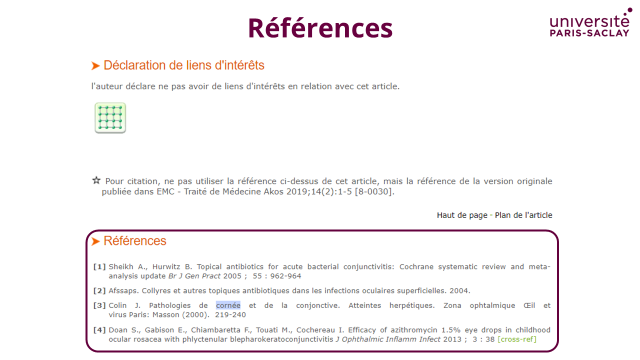 Références
université
PARIS-SACLAY
➤ Déclaration de liens d'intérêts
l'auteur déclare ne pas avoir de liens d'intérêts en relation avec cet article.
☆ Pour citation, ne pas utiliser la référence ci-dessus de cet article, mais la référence de la version originale
publiée dans EMC - Traité de Médecine Akos 2019;14(2):1-5 [8-0030].
Haut de page - Plan de l'article
➤ Références
[1] Sheikh A., Hurwitz B. Topical antibiotics for acute bacterial conjunctivitis: Cochrane systematic review and meta-
analysis update Br J Gen Pract 2005 ; 55 : 962-964
[2] Afssaps. Collyres et autres topiques antibiotiques dans les infections oculaires superficielles. 2004.
[3] Colin J. Pathologies de cornée et de la conjonctive. Atteintes herpétiques. Zona ophtalmique Œil et
virus Paris: Masson (2000). 219-240
[4] Doan S., Gabison E., Chiambaretta F., Touati M., Cochereau I. Efficacy of azithromycin 1.5% eye drops in childhood
ocular rosacea with phlyctenular blepharokeratoconjunctivitis J Ophthalmic Inflamm Infect 2013 ; 3 : 38 [cross-ref]